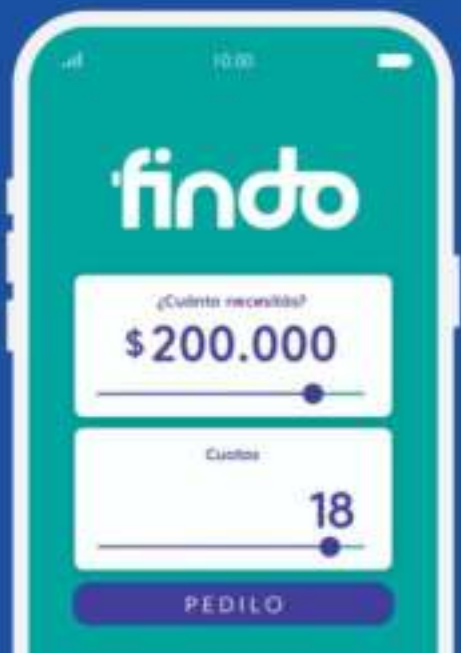 10:00
findo
¿Cuánto necesitás?
$200.000
Cuotas
18
PEDILO